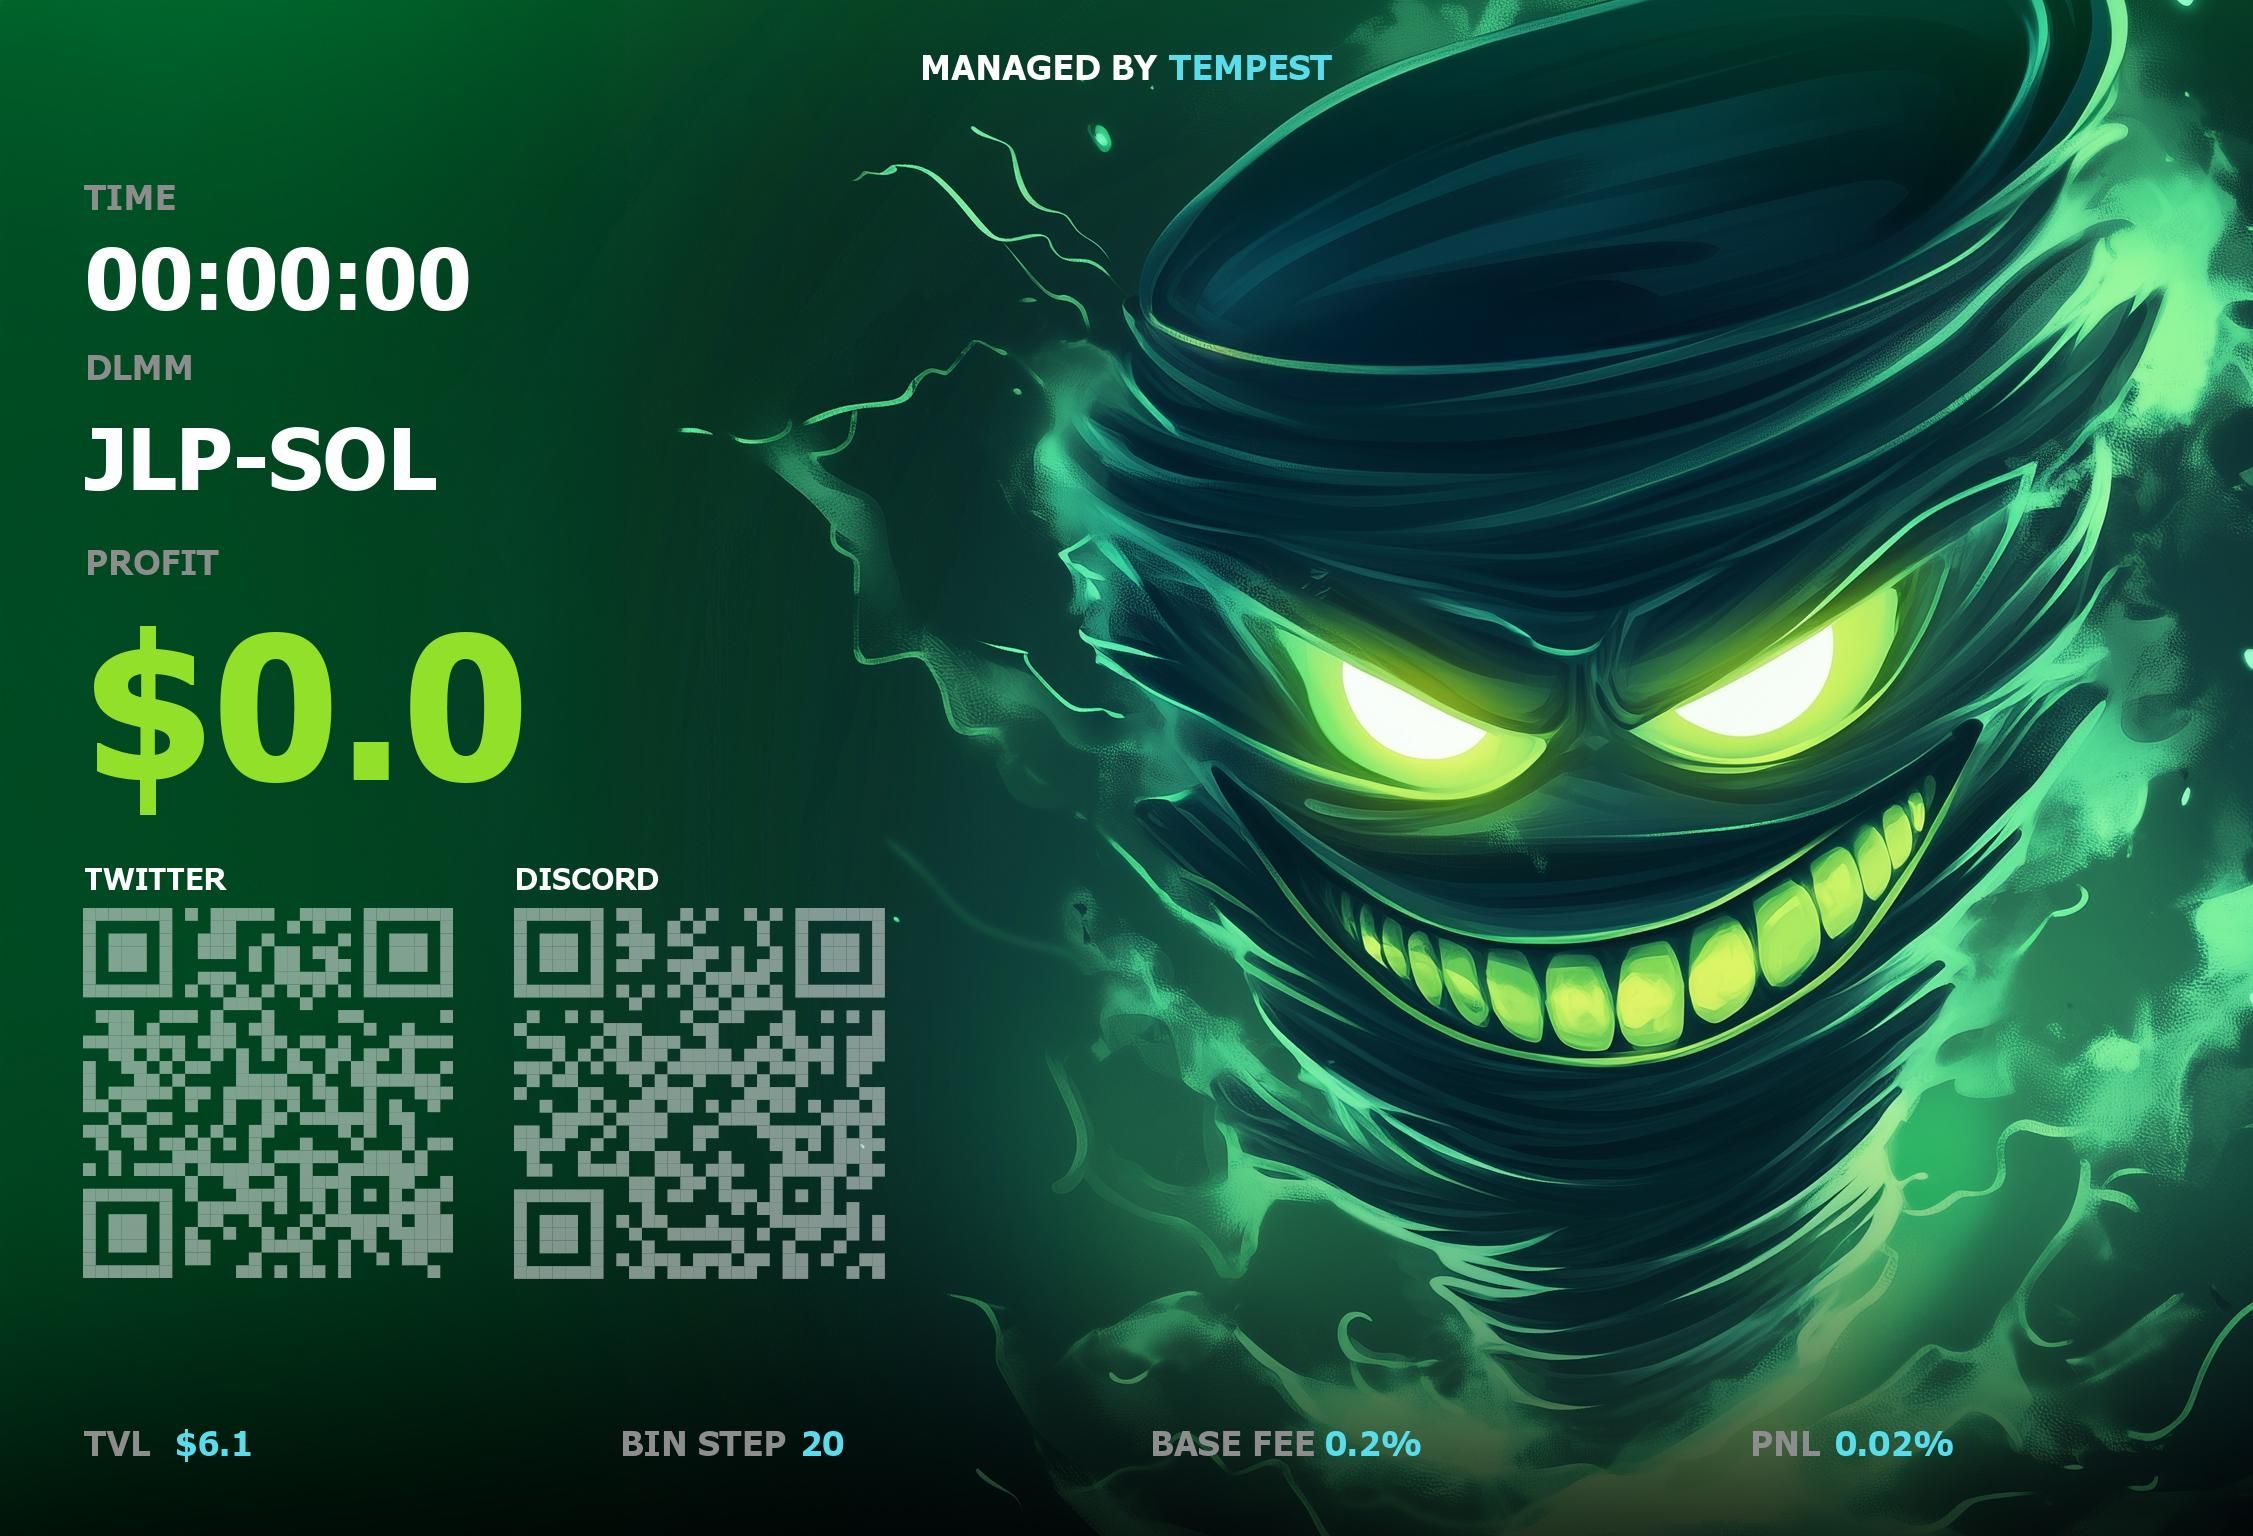 MANAGED BY TEMPEST
TIME
00:00:00
DLMM
JLP-SOL
PROFIT
$0.0
TWITTER DISCORD
TVL $6.1 BIN STEP 20 BASE FEE 0.2% PNL 0.02%